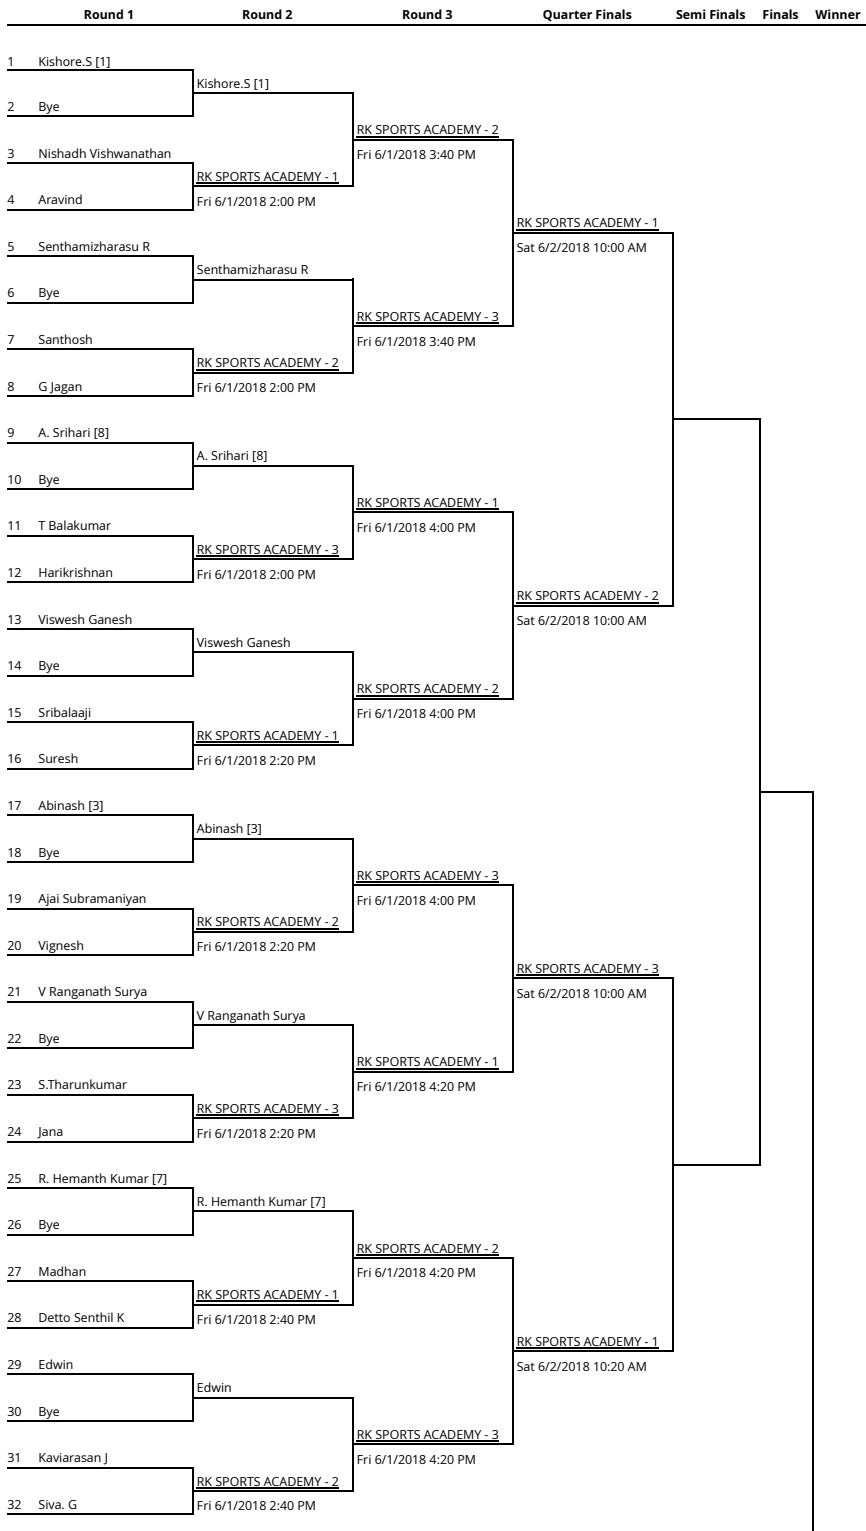 Round 1 Round 2 Round 3 Quarter Finals Semi Finals Finals Winner
1 Kishore.S [1]
Kishore.S [1]
2 Bye
RK SPORTS ACADEMY - 2
3 Nishadh Vishwanathan
Fri 6/1/2018 3:40 PM
RK SPORTS ACADEMY - 1
4 Aravind
Fri 6/1/2018 2:00 PM
RK SPORTS ACADEMY - 1
5 Senthamizharasu R
Sat 6/2/2018 10:00 AM
Senthamizharasu R
6 Bye
RK SPORTS ACADEMY - 3
7 Santhosh
Fri 6/1/2018 3:40 PM
RK SPORTS ACADEMY - 2
8 G Jagan
Fri 6/1/2018 2:00 PM
9 A. Srihari [8]
A. Srihari [8]
10 Bye
RK SPORTS ACADEMY - 1
11 T Balakumar
Fri 6/1/2018 4:00 PM
RK SPORTS ACADEMY - 3
12 Harikrishnan
Fri 6/1/2018 2:00 PM
RK SPORTS ACADEMY - 2
13 Viswesh Ganesh
Sat 6/2/2018 10:00 AM
Viswesh Ganesh
14 Bye
RK SPORTS ACADEMY - 2
15 Sribalaaji
Fri 6/1/2018 4:00 PM
RK SPORTS ACADEMY - 1
16 Suresh
Fri 6/1/2018 2:20 PM
17 Abinash [3]
Abinash [3]
18 Bye
RK SPORTS ACADEMY - 3
19 Ajai Subramaniyan
Fri 6/1/2018 4:00 PM
RK SPORTS ACADEMY - 2
20 Vignesh
Fri 6/1/2018 2:20 PM
RK SPORTS ACADEMY - 3
21 V Ranganath Surya
Sat 6/2/2018 10:00 AM
V Ranganath Surya
22 Bye
RK SPORTS ACADEMY - 1
23 S.Tharunkumar
Fri 6/1/2018 4:20 PM
RK SPORTS ACADEMY - 3
24 Jana
Fri 6/1/2018 2:20 PM
25 R. Hemanth Kumar [7]
R. Hemanth Kumar [7]
26 Bye
RK SPORTS ACADEMY - 2
27 Madhan
Fri 6/1/2018 4:20 PM
RK SPORTS ACADEMY - 1
28 Detto Senthil K
Fri 6/1/2018 2:40 PM
RK SPORTS ACADEMY - 1
29 Edwin
Sat 6/2/2018 10:20 AM
Edwin
30 Bye
RK SPORTS ACADEMY - 3
31 Kaviarasan J
Fri 6/1/2018 4:20 PM
RK SPORTS ACADEMY - 2
32 Siva. G
Fri 6/1/2018 2:40 PM